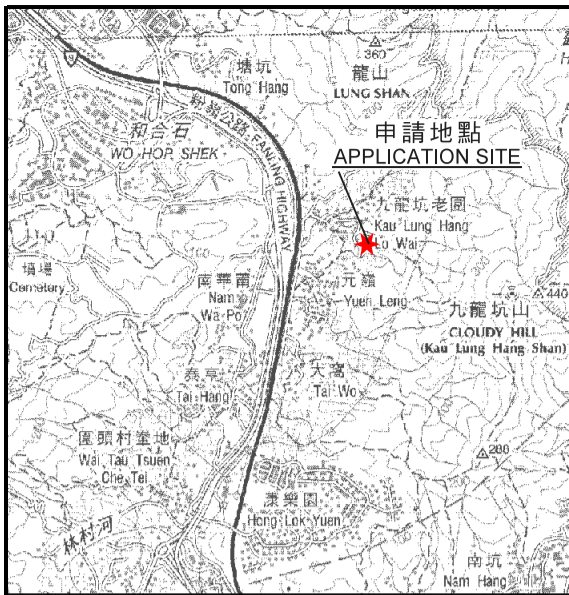 360
塘坑
Tong Hang
龍山
LUNG SHAN
和合石
WO HOP SHEK
粉嶺公路 FANLING HIGHWAY
申請地點
APPLICATION SITE
九龍坑老圍
Kau Lung Hang
Lo Wai
墳場
Cemetery
南華莆
Nam
Wa Po
元嶺
Yuen Leng
440
九龍坑山
CLOUDY HILL
(Kau Lung Hang Shan)
泰亨
Tai Hang
大窩
Tai Wo
圍頭村奎地
Wai Tau Tsuen
Che Tei
280
康樂園
Hong Lok Yuen
林村河
南坑
Nam Hang